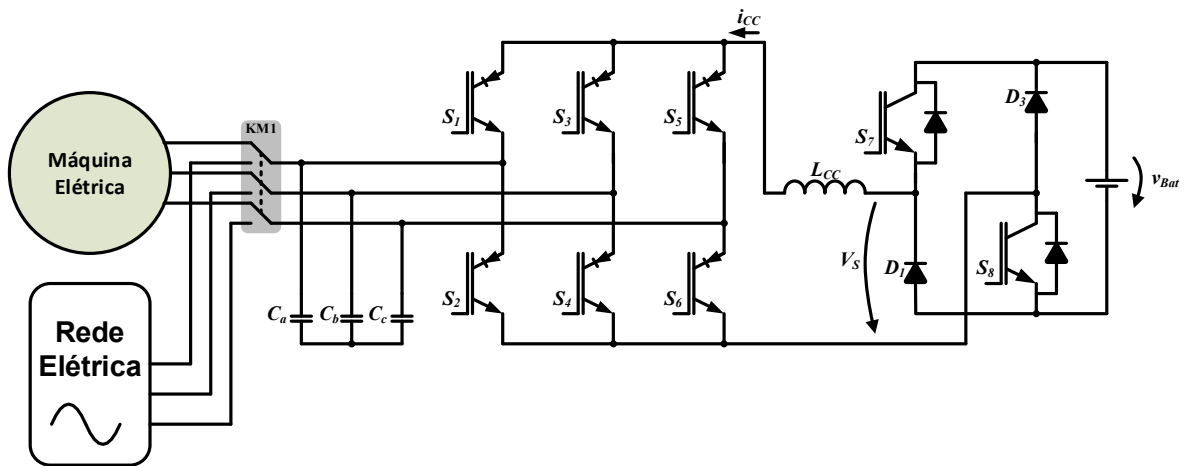 i_CC
KM1
S_1
S_3
S_5
S_7
D_3
Máquina
Elétrica
L_CC
v_Bat
V_S
D_1
S_8
S_2
S_4
S_6
C_a
C_b
C_c
Rede
Elétrica